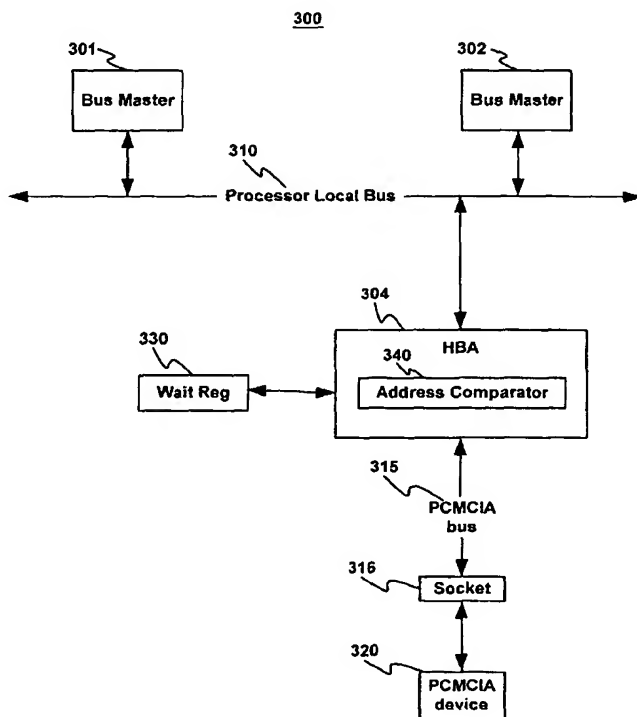 300
301
302
Bus Master
Bus Master
310
Processor Local Bus
304
HBA
330
340
Wait Reg
Address Comparator
315
PCMCIA
bus
316
Socket
320
PCMCIA
device